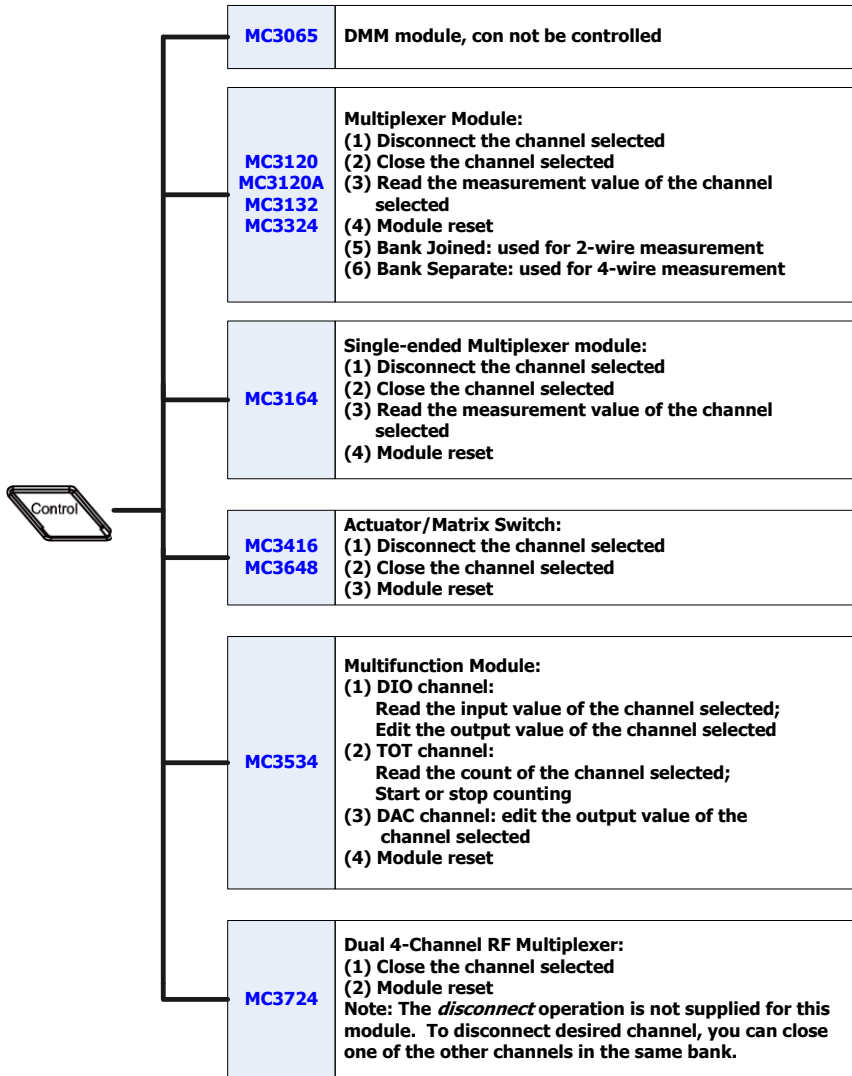 MC3065
DMM module, con not be controlled
MC3120
MC3120A
MC3132
MC3324
Multiplexer Module:
(1) Disconnect the channel selected
(2) Close the channel selected
(3) Read the measurement value of the channel
selected
(4) Module reset
(5) Bank Joined: used for 2-wire measurement
(6) Bank Separate: used for 4-wire measurement
MC3164
Single-ended Multiplexer module:
(1) Disconnect the channel selected
(2) Close the channel selected
(3) Read the measurement value of the channel
selected
(4) Module reset
Control
MC3416
MC3648
Actuator/Matrix Switch:
(1) Disconnect the channel selected
(2) Close the channel selected
(3) Module reset
MC3534
Multifunction Module:
(1) DIO channel:
Read the input value of the channel selected;
Edit the output value of the channel selected
(2) TOT channel:
Read the count of the channel selected;
Start or stop counting
(3) DAC channel: edit the output value of the
channel selected
(4) Module reset
MC3724
Dual 4-Channel RF Multiplexer:
(1) Close the channel selected
(2) Module reset
Note: The disconnect operation is not supplied for this
module. To disconnect desired channel, you can close
one of the other channels in the same bank.